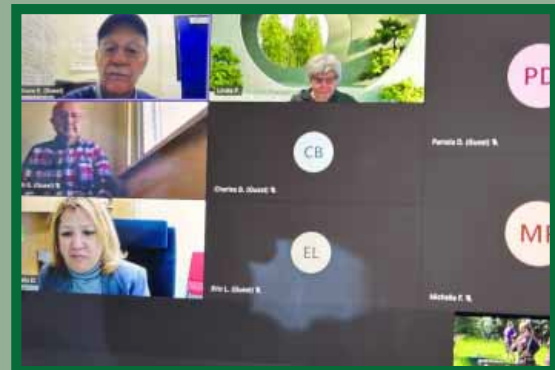 Linda P.
CB
Charles B. (Guest)
PD
Pamela D. (Guest)
EL
Eric L. (Guest)
Michelle F.